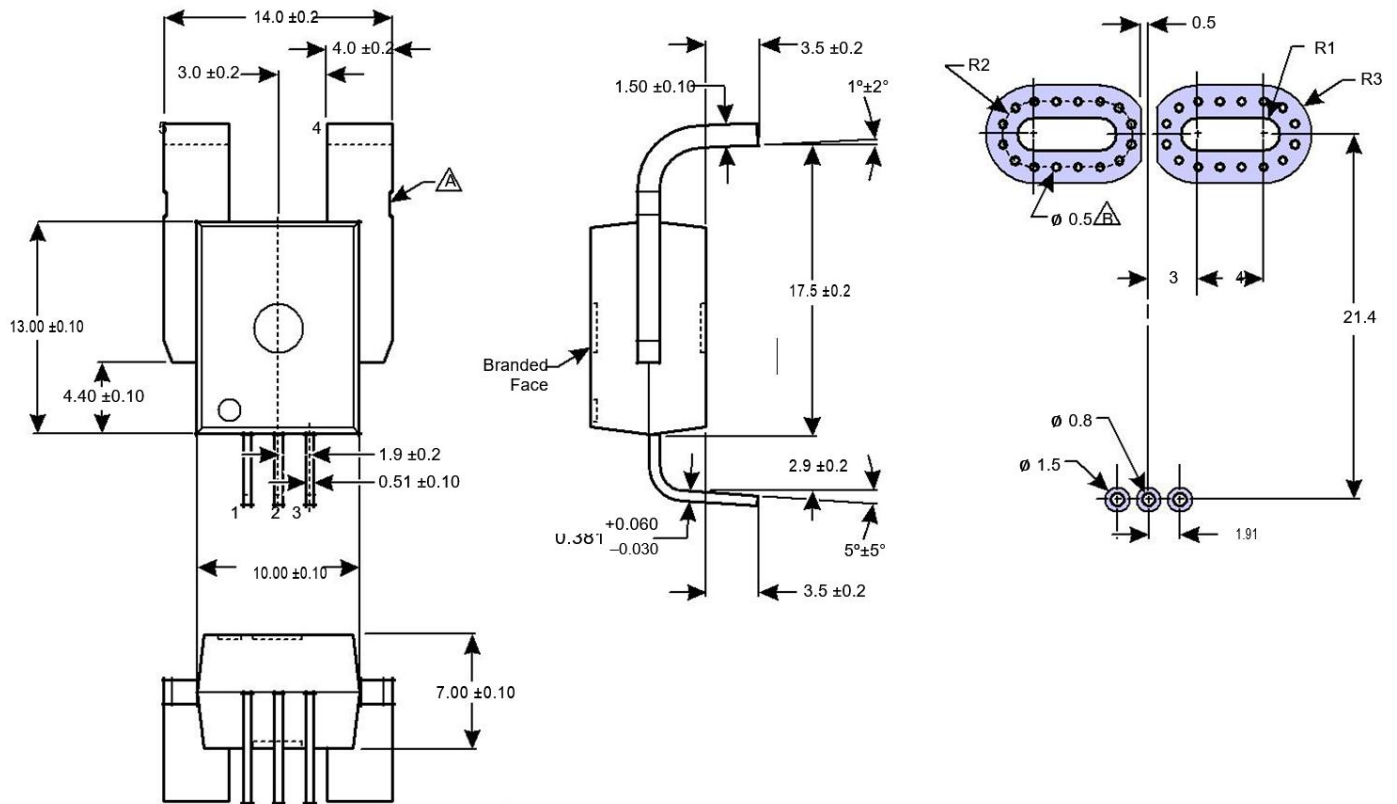 14.0 ±0.2
4.0 ±0.2
3.0 ±0.2
5
4
A
13.00 ±0.10
4.40 ±0.10
1.9 ±0.2
0.51 ±0.10
1
2
3
10.00 ±0.10
7.00 ±0.10
3.5 ±0.2
1.50 ±0.10
1°±2°
17.5 ±0.2
Branded
Face
2.9 ±0.2
0.381
+0.060
–0.030
5°±5°
3.5 ±0.2
0.5
R1
R2
R3
ø 0.5
B
3
4
21.4
ø 0.8
ø 1.5
1.91